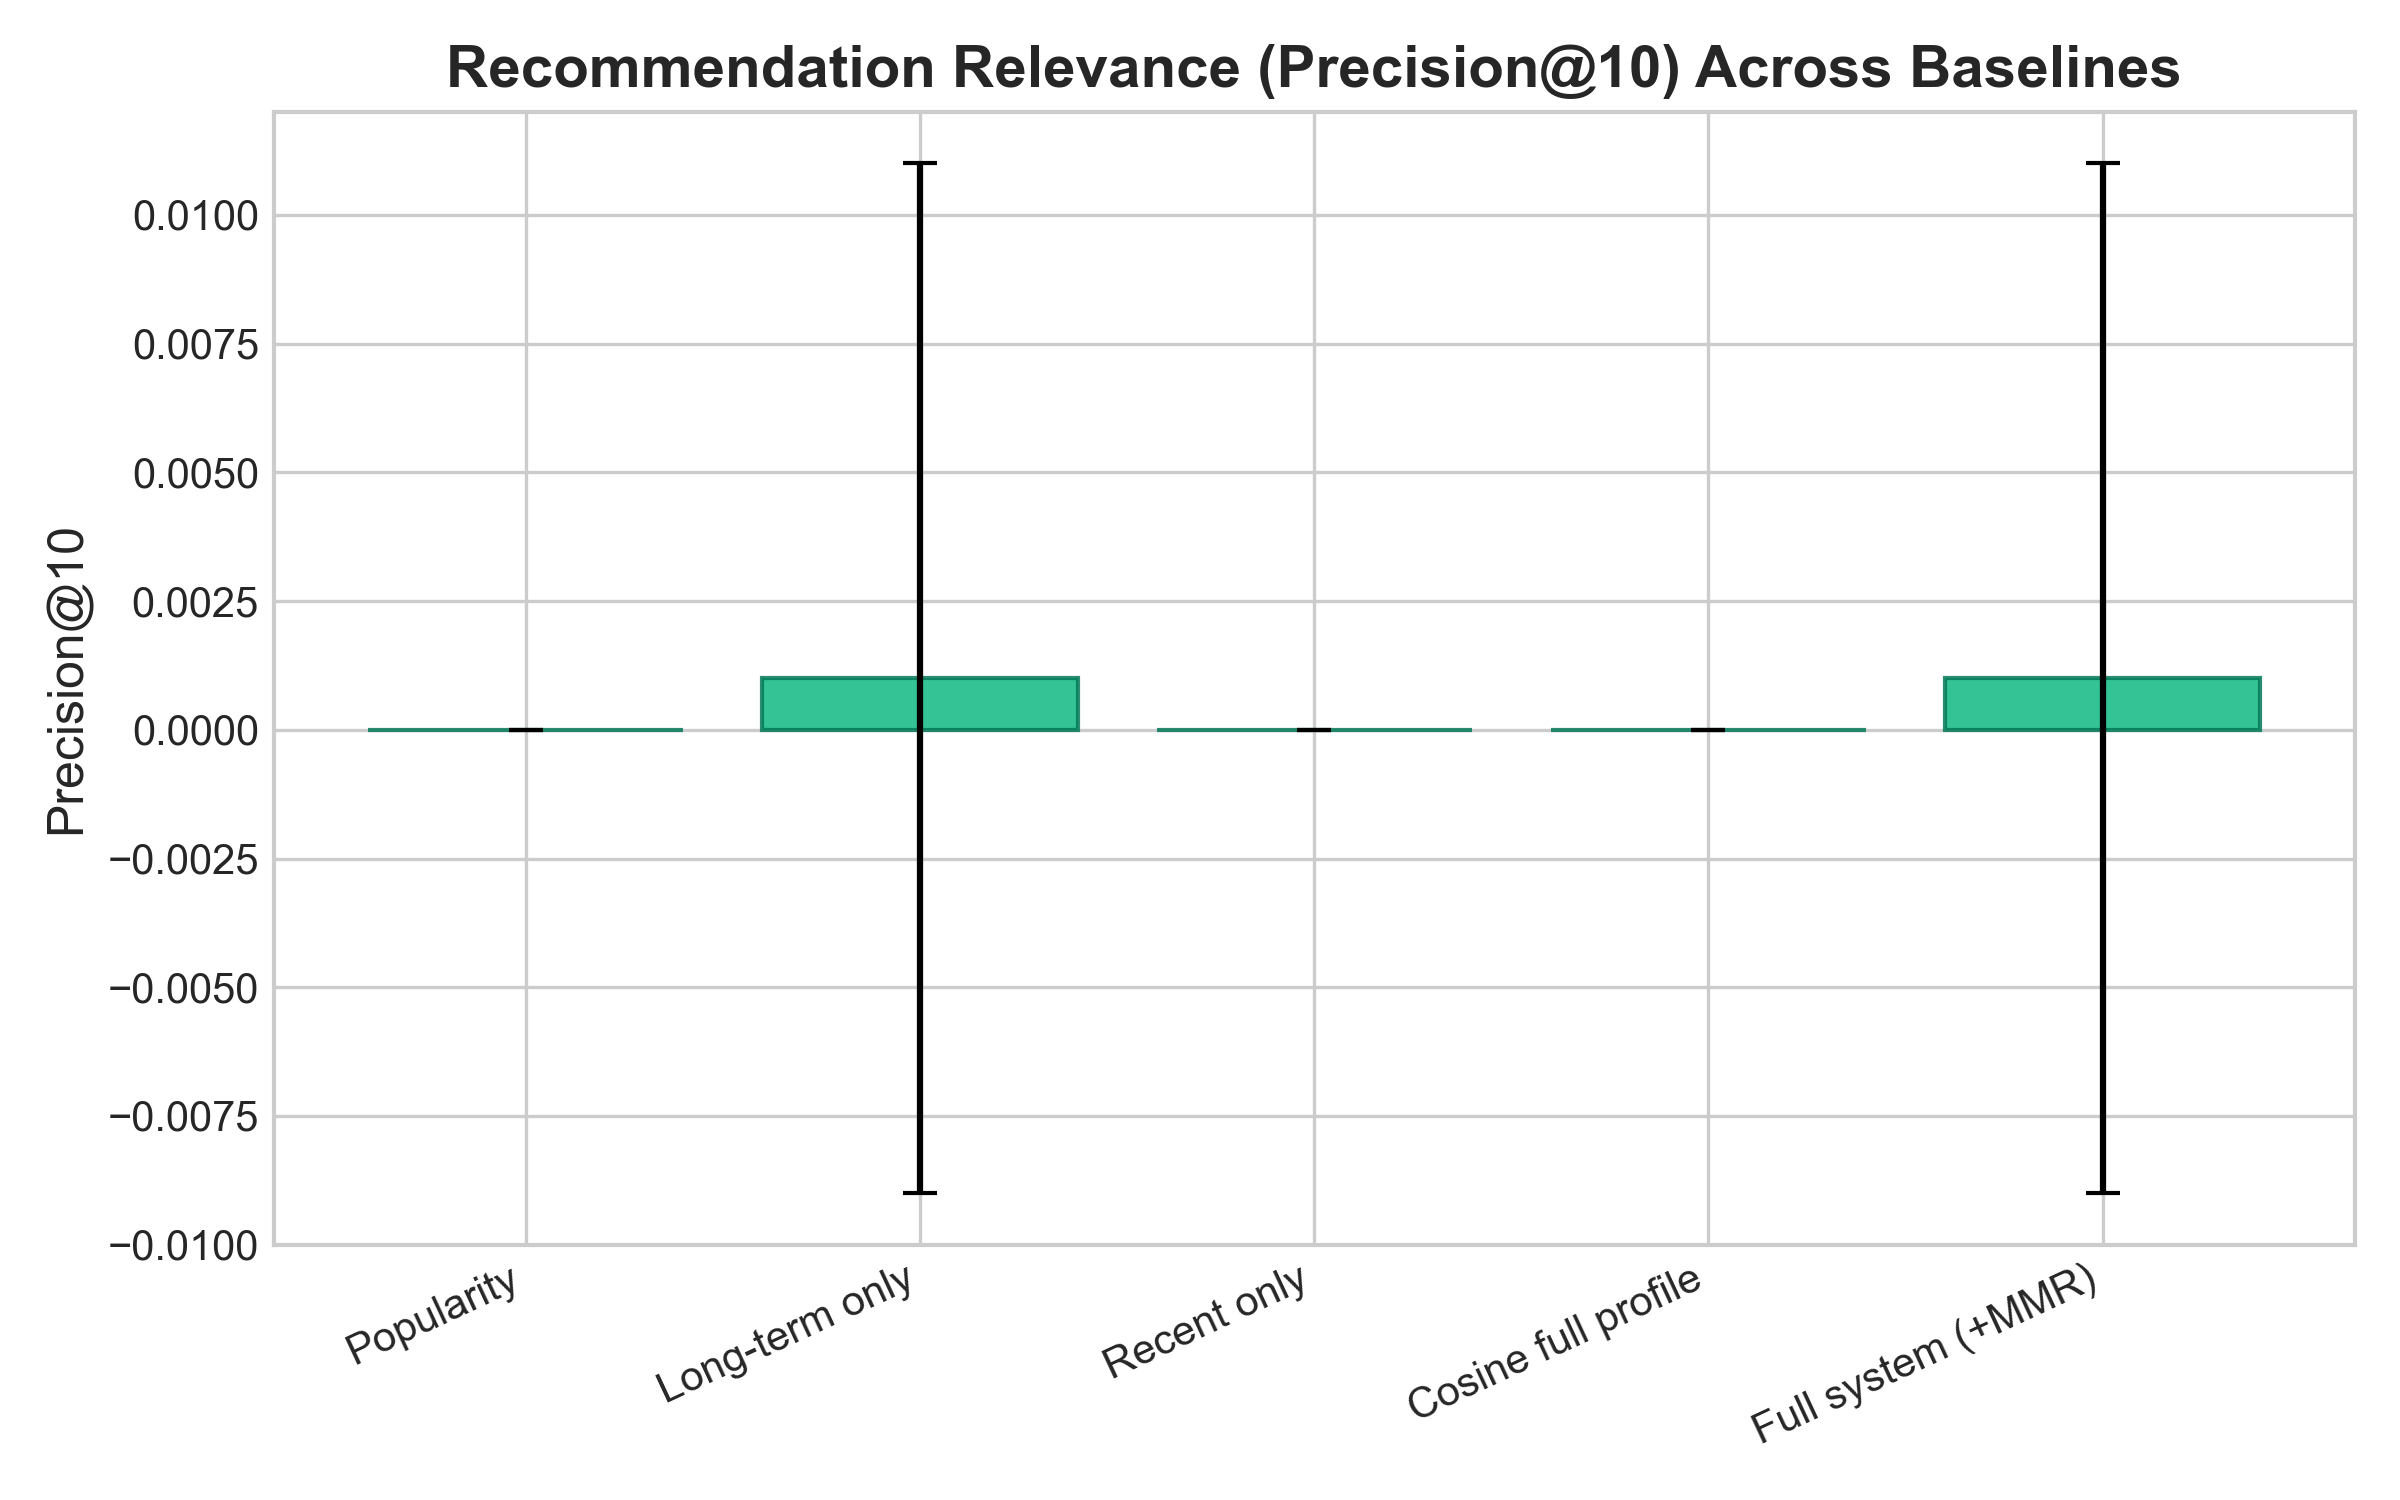 Recommendation Relevance (Precision@10) Across Baselines
Precision@10
0.0100
0.0075
0.0050
0.0025
0.0000
−0.0025
−0.0050
−0.0075
−0.0100
Popularity
Long-term only
Recent only
Cosine full profile
Full system (+MMR)